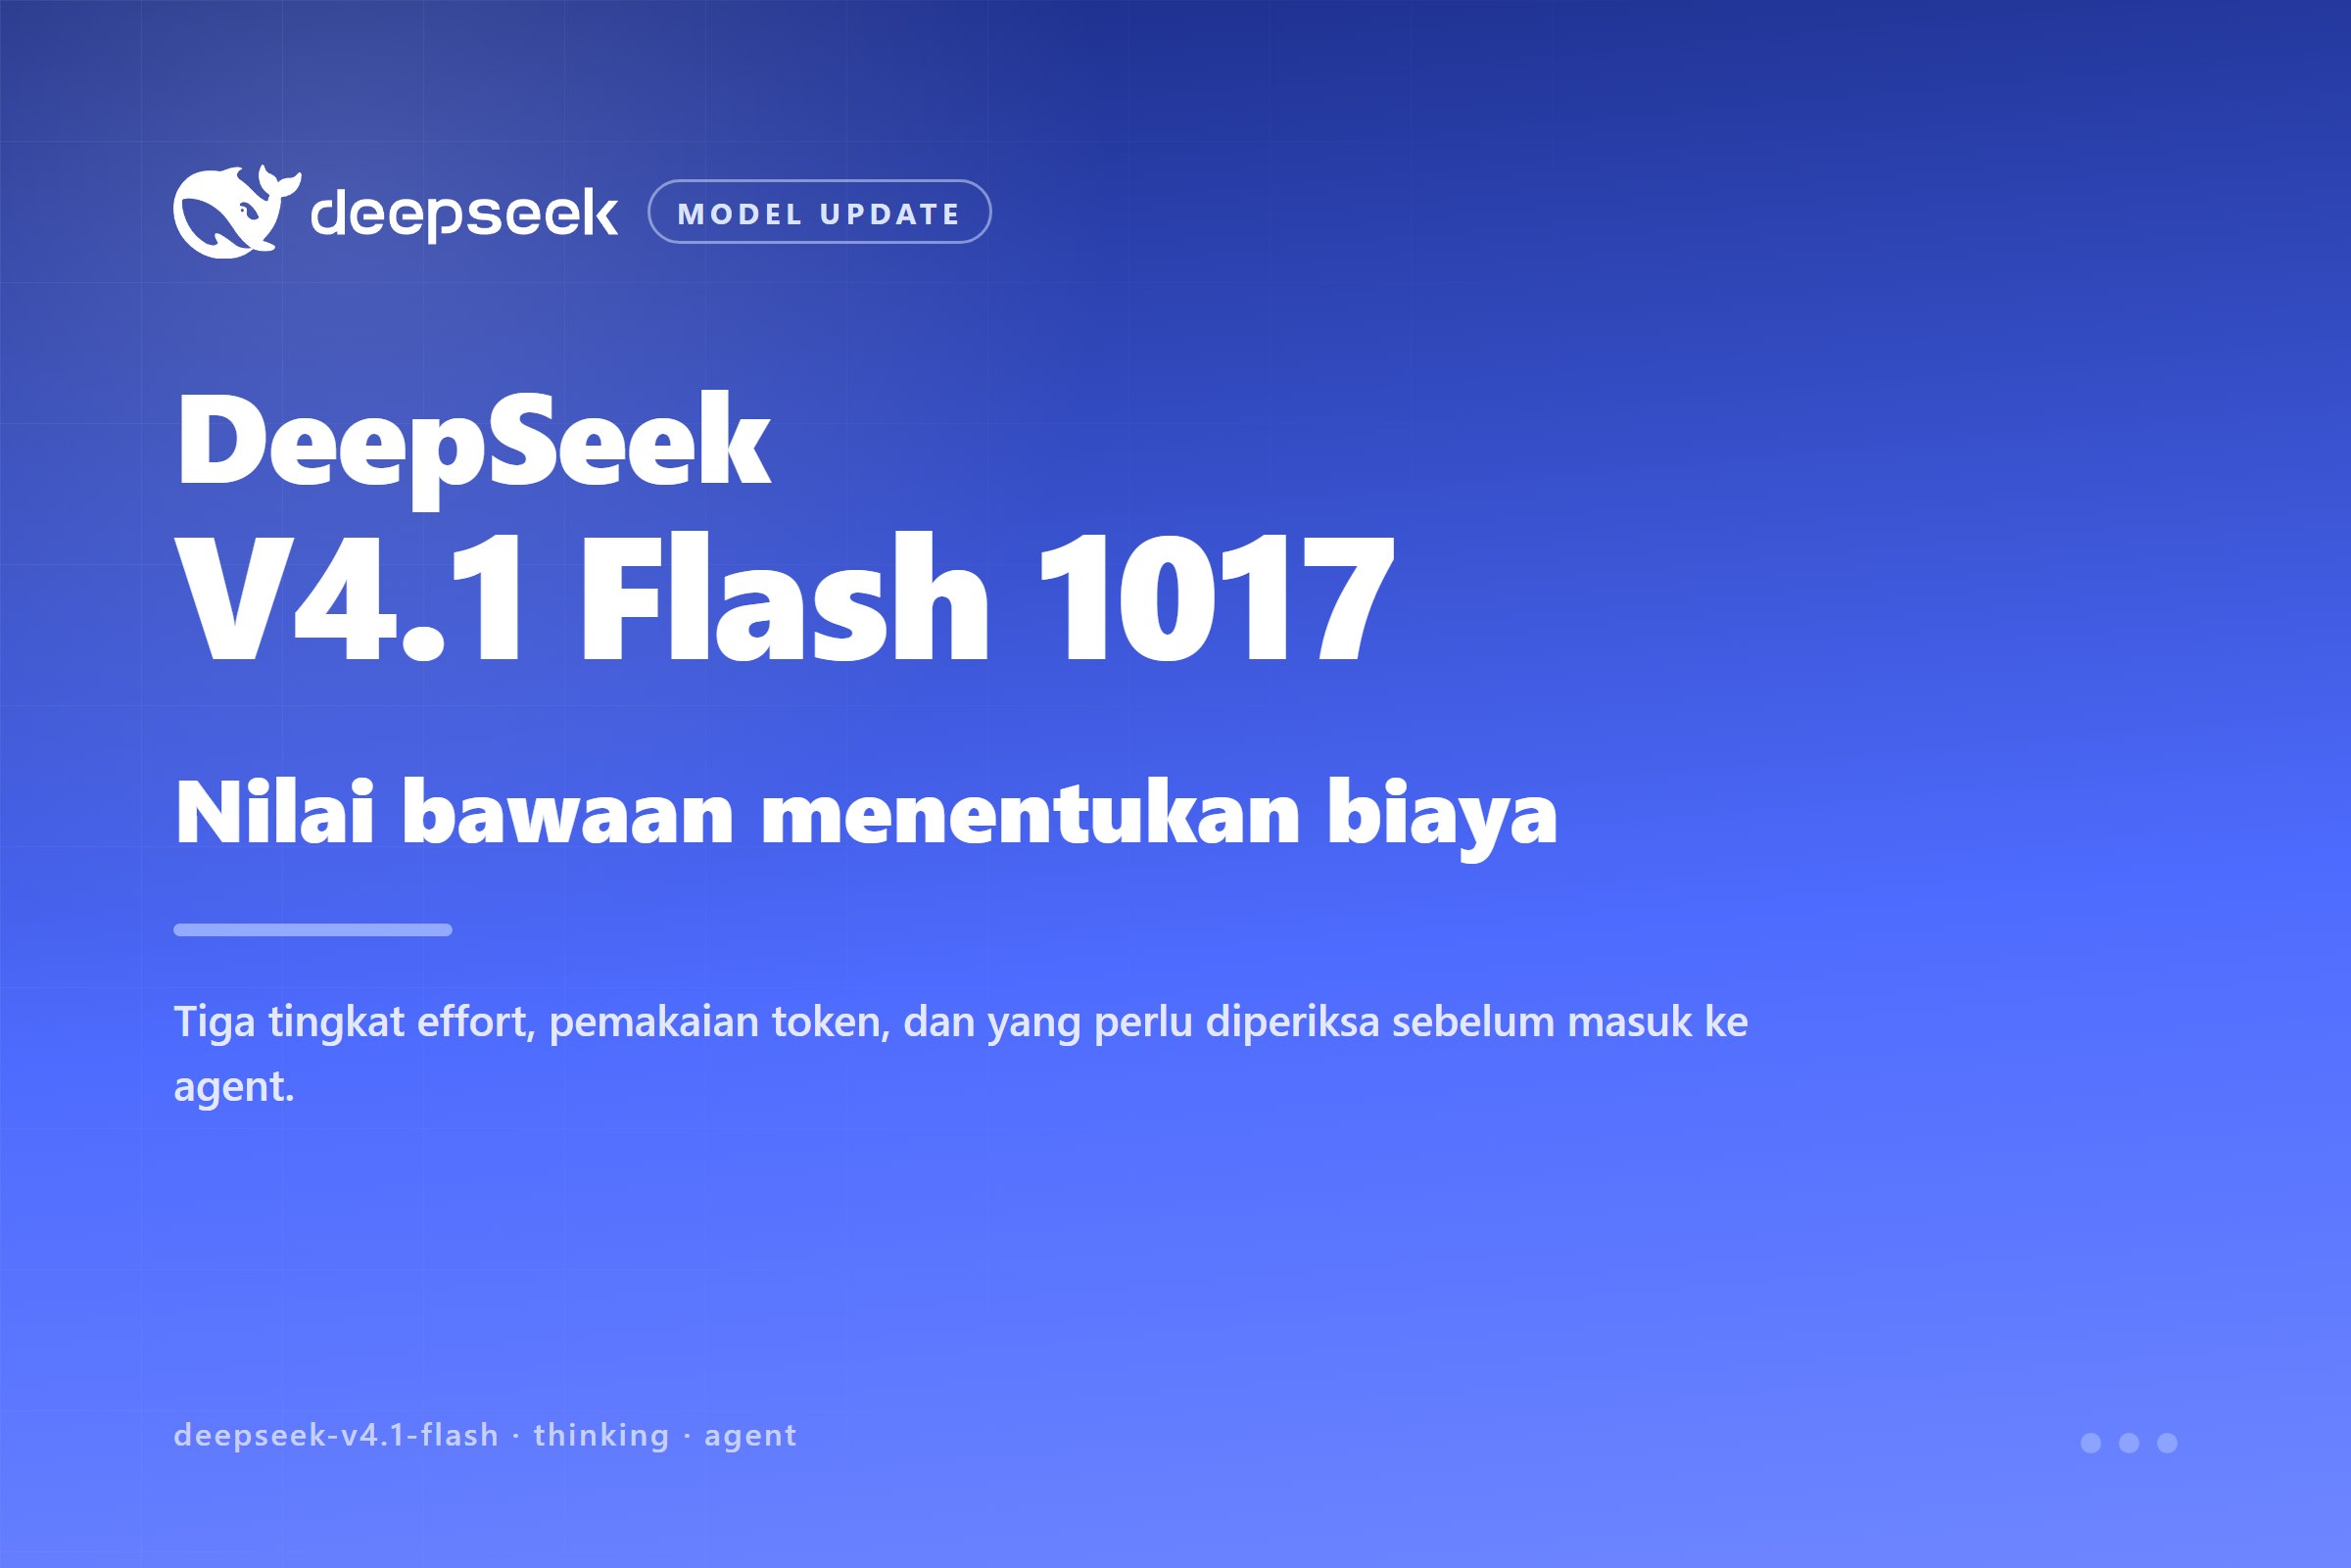 deepseek MODEL UPDATE
DeepSeek
V4.1 Flash 1017
Nilai bawaan menentukan biaya
Tiga tingkat effort, pemakaian token, dan yang perlu diperiksa sebelum masuk ke
agent.
deepseek-v4.1-flash · thinking · agent